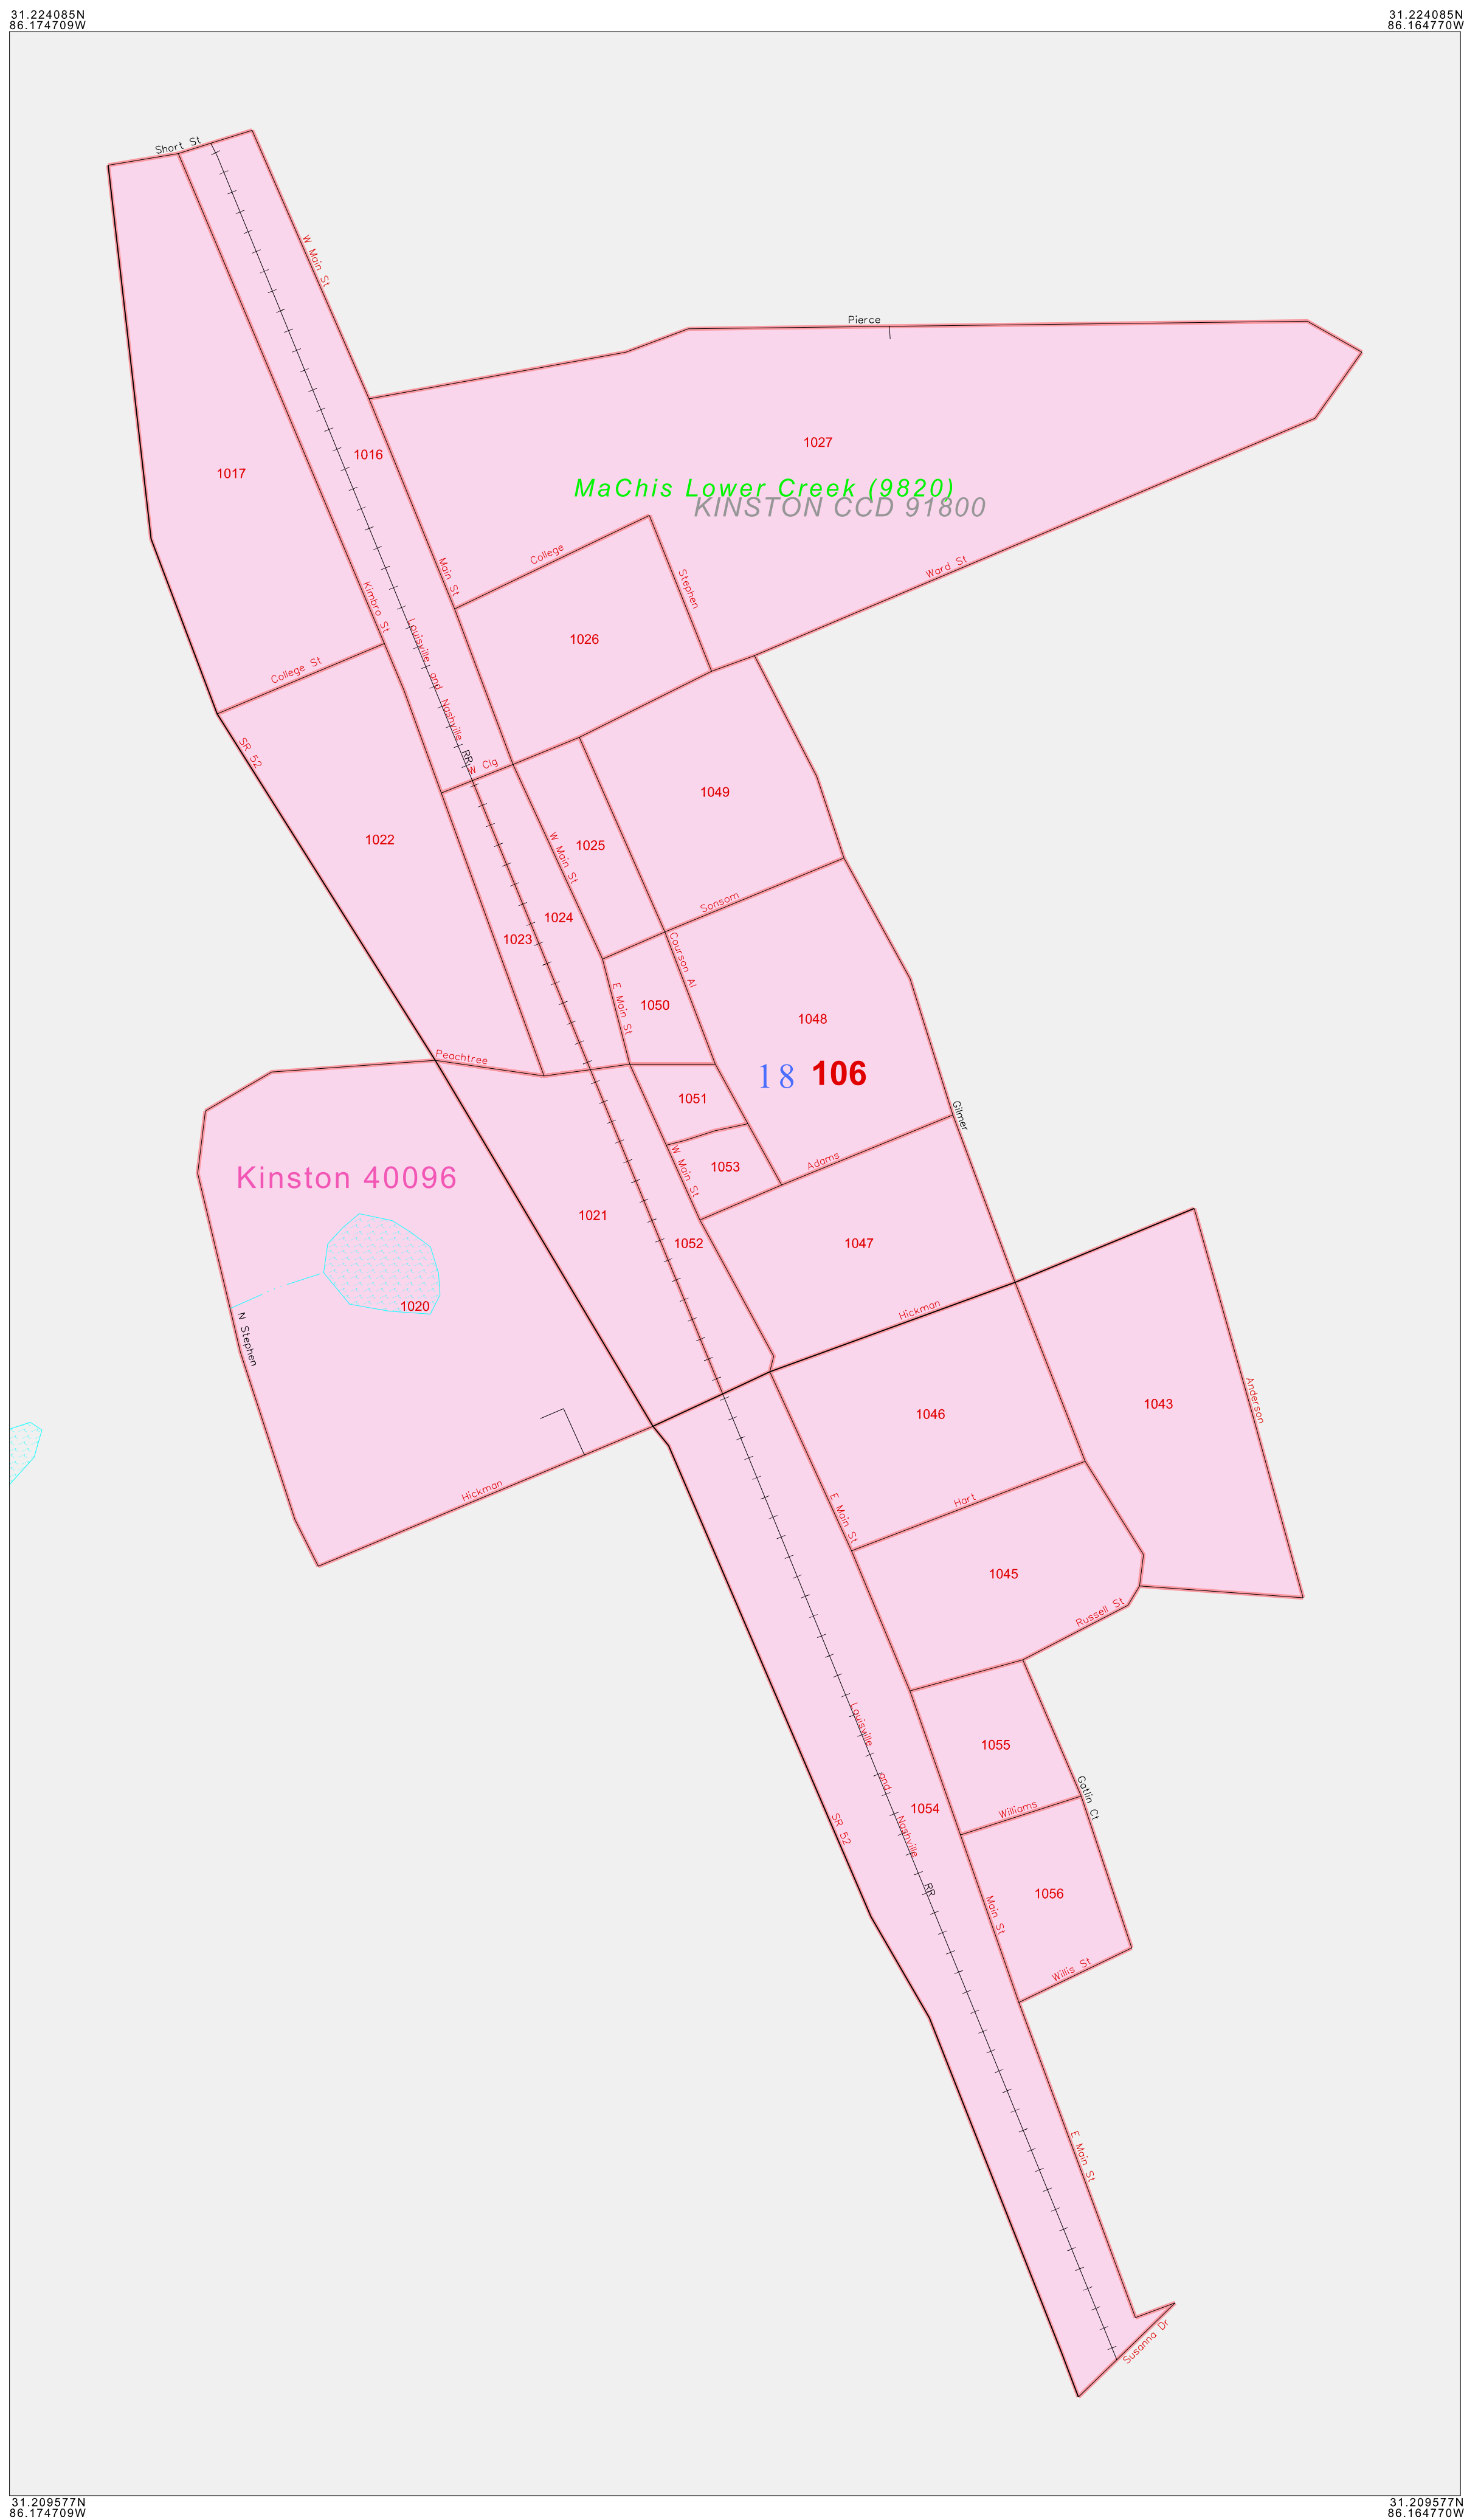 31.224085N
86.174709W
31.224085N
86.164770W
Short St
W Main St
Pierce
1027
1016
1017
MaChis Lower Creek (9820)
KINSTON CCD 91800
College
Main St
Stephen
Ward St
Kimbro St
1026
Louisville and Nashville RR
College St
SR 52
W Clg
1049
1022
W Main St
1025
Sonsom
1024
1023
Courson Al
E Main St
1050
1048
Peachtree
18
106
1051
Gilmer
W Main St
1053
Adams
Kinston 40096
1021
1052
1047
1020
Hickman
N Stephen
Anderson
1043
1046
Hickman
E Main St
Hart
1045
Russell St
Louisville and Nashville RR
1055
Gatlin Ct
1054
Williams
SR 52
1056
Main St
Willis St
E Main St
Susanna Dr
31.209577N
86.174709W
31.209577N
86.164770W